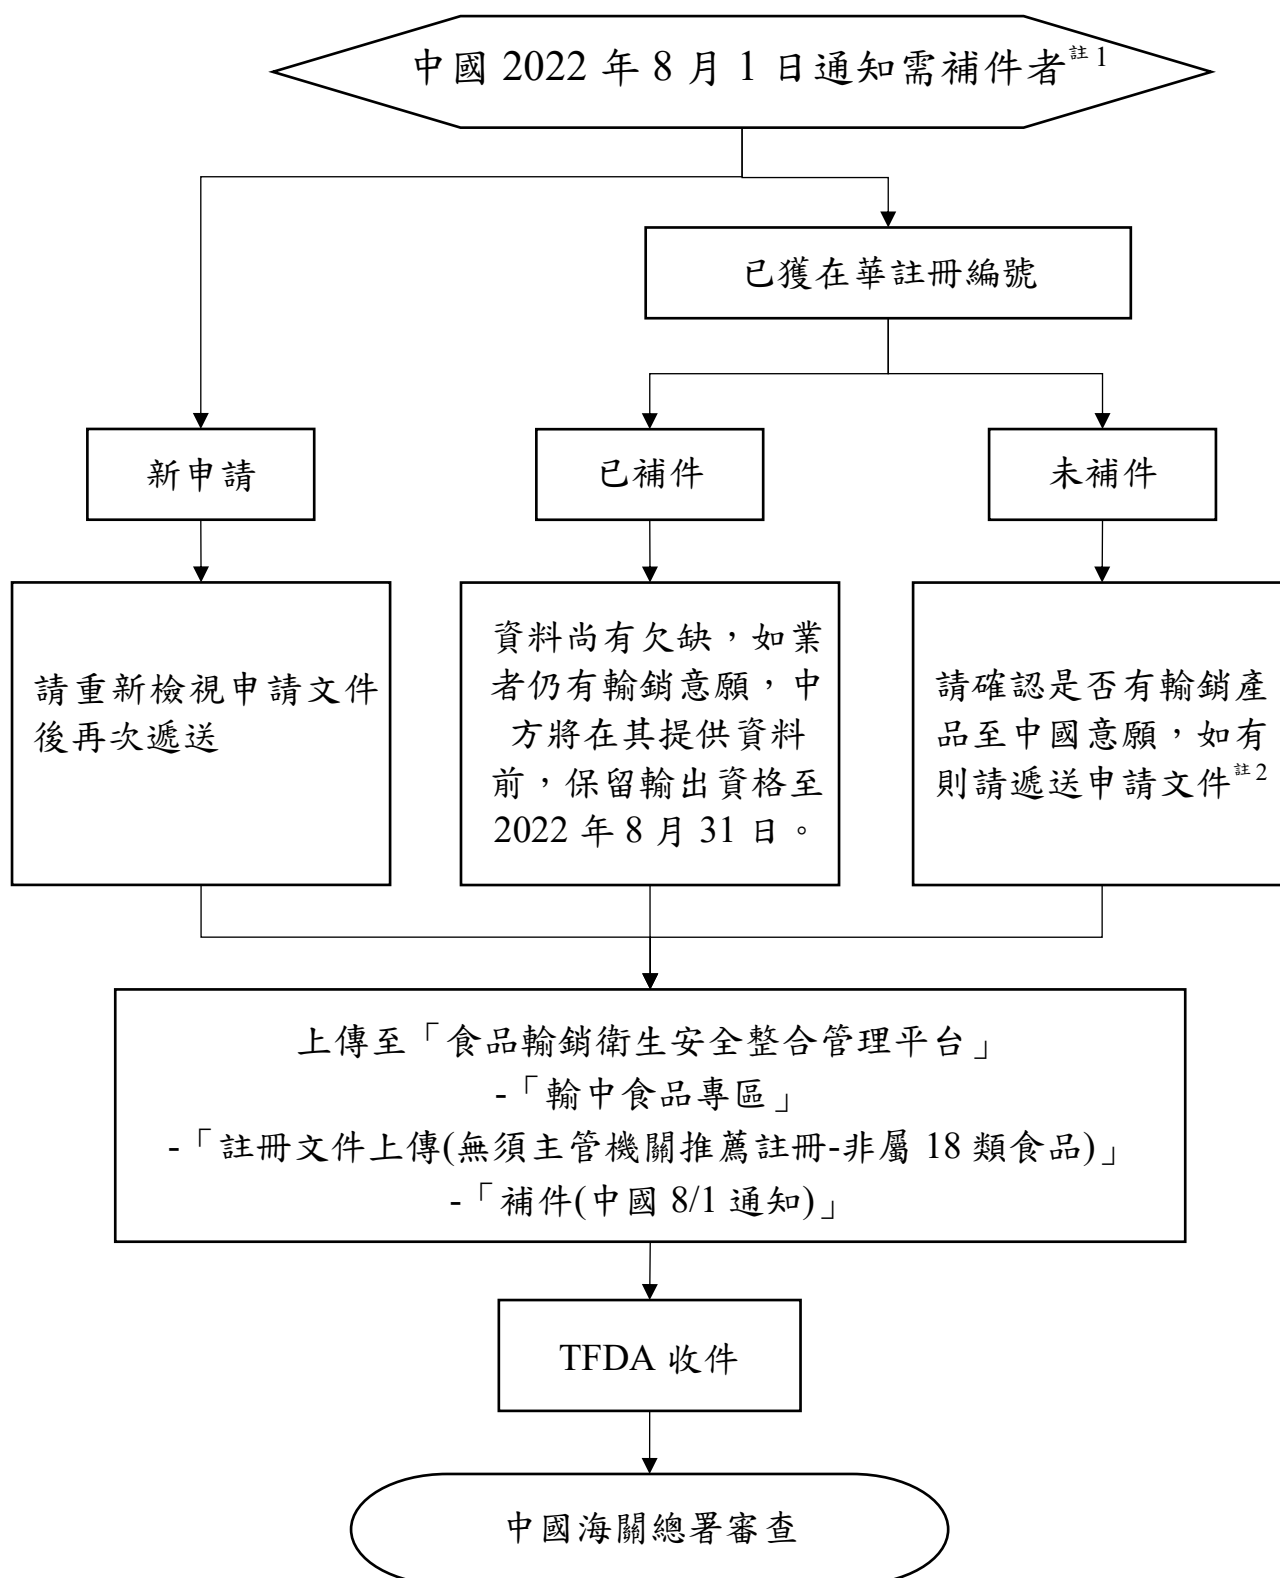 中國 2022 年 8 月 1 日通知需補件者註 1
已獲在華註冊編號
新申請
已補件
未補件
請重新檢視申請文件
後再次遞送
資料尚有欠缺，如業
者仍有輸銷意愿，中
方將在其提供資料
前，保留輸出資格至
2022 年 8 月 31 日。
請確認是否有輸銷產
品至中國意愿，如有
則請遞送申請文件註 2
上傳至「食品輸銷衛生安全整合管理平台」
-「輸中食品專區」
-「註冊文件上傳(無須主管機關推薦註冊-非屬 18 類食品)」
-「補件(中國 8/1 通知)」
TFDA 收件
中國海關總署審查